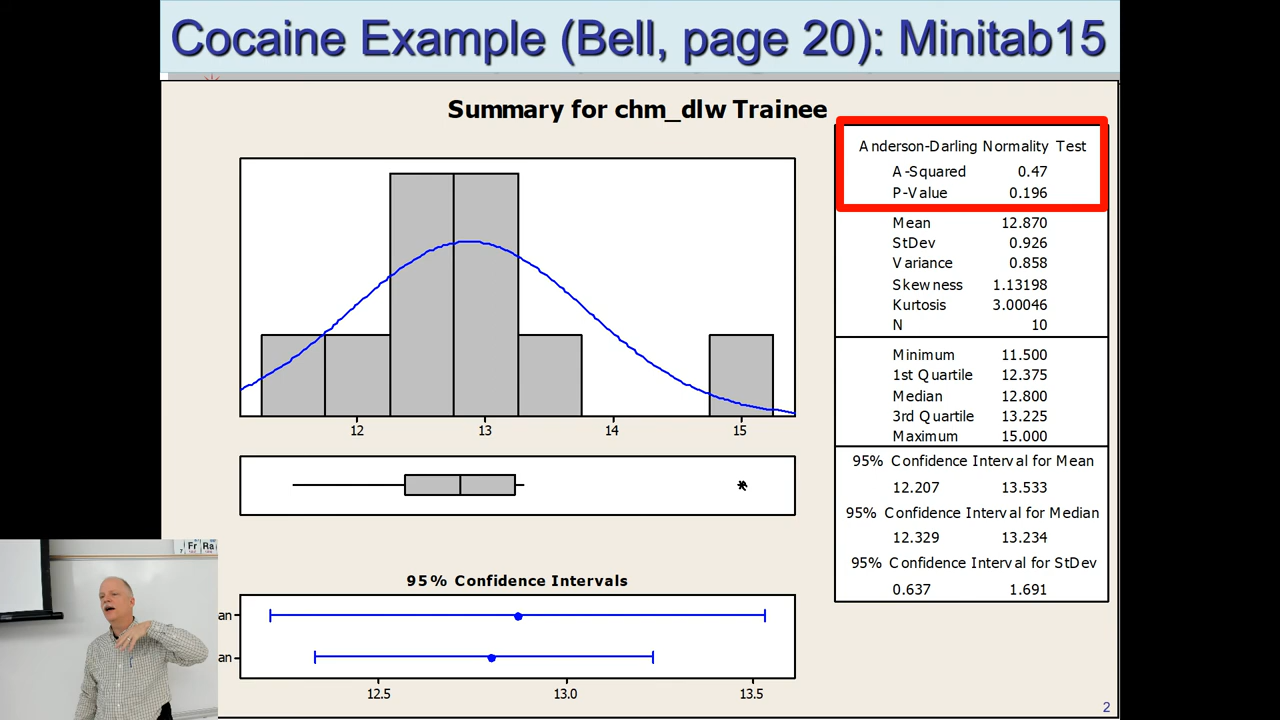 Cocaine Example (Bell, page 20): Minitab15
Summary for chm_dlw Trainee
12 13 14 15
95% Confidence Intervals
an
an
12.5 13.0 13.5
Anderson-Darling Normality Test
A-Squared 0.47
P-Value 0.196
Mean 12.870
StDev 0.926
Variance 0.858
Skewness 1.13198
Kurtosis 3.00046
N 10
Minimum 11.500
1st Quartile 12.375
Median 12.800
3rd Quartile 13.225
Maximum 15.000
95% Confidence Interval for Mean
12.207 13.533
95% Confidence Interval for Median
12.329 13.234
95% Confidence Interval for StDev
0.637 1.691
Fr Ra
2